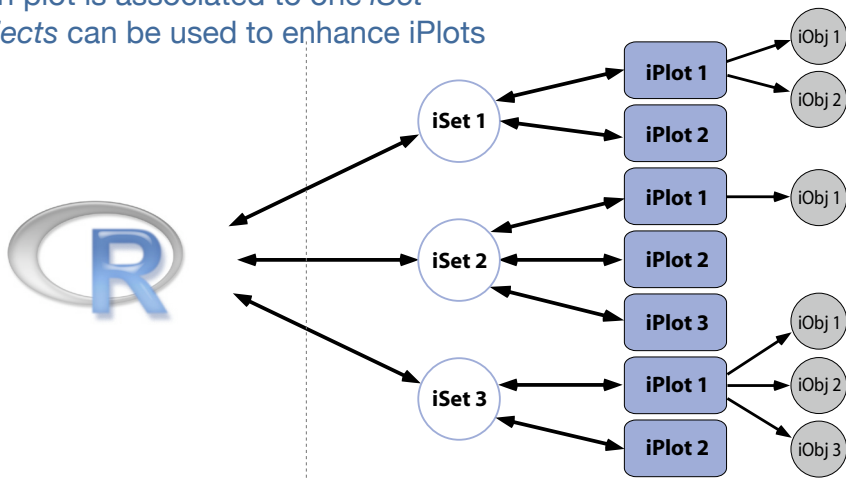 plot is associated to one iSet
can be used to enhance iPlots
iObj 1
iPlot 1
iObj 2
iSet 1
iPlot 2
iPlot 1
iObj 1
R
iSet 2
iPlot 2
iPlot 3
iObj 1
iPlot 1
iObj 2
iSet 3
iPlot 2
iObj 3